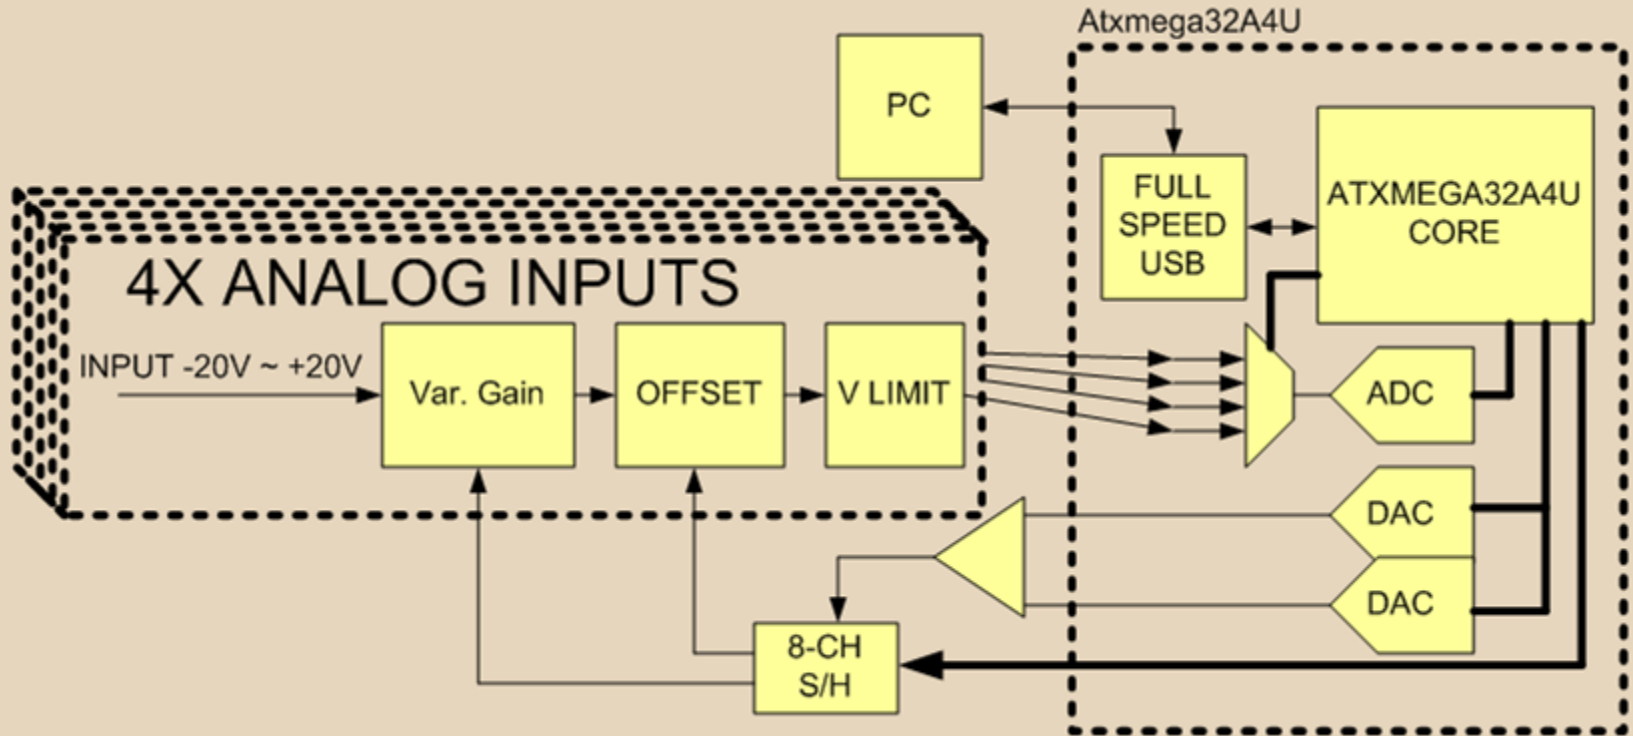 Atxmega32A4U
PC
FULL
SPEED
USB
ATXMEGA32A4U
CORE
4X ANALOG INPUTS
INPUT -20V ~ +20V
Var. Gain
OFFSET
V LIMIT
ADC
DAC
DAC
8-CH
S/H